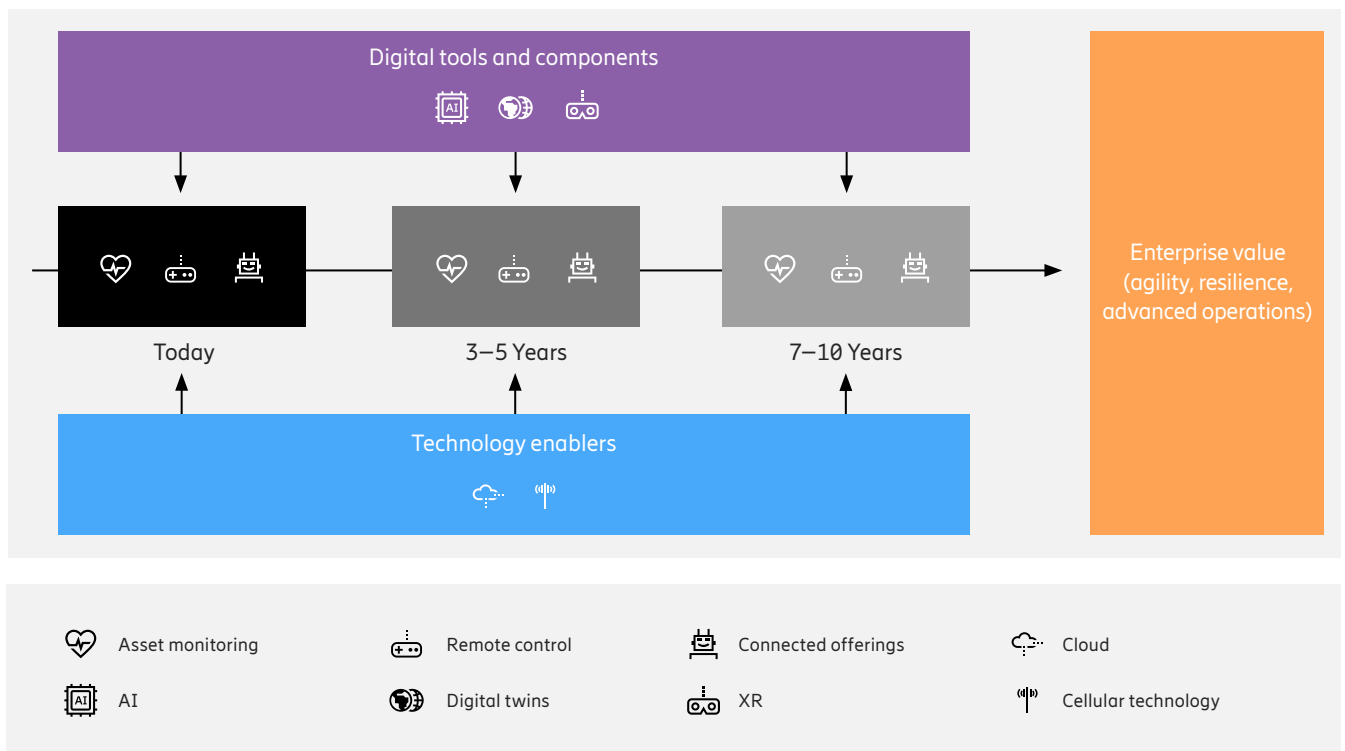 Digital tools and components
AI
Today
3–5 Years
7–10 Years
Enterprise value
(agility, resilience,
advanced operations)
Technology enablers
Asset monitoring
Remote control
Connected offerings
Cloud
AI
AI
Digital twins
XR
Cellular technology